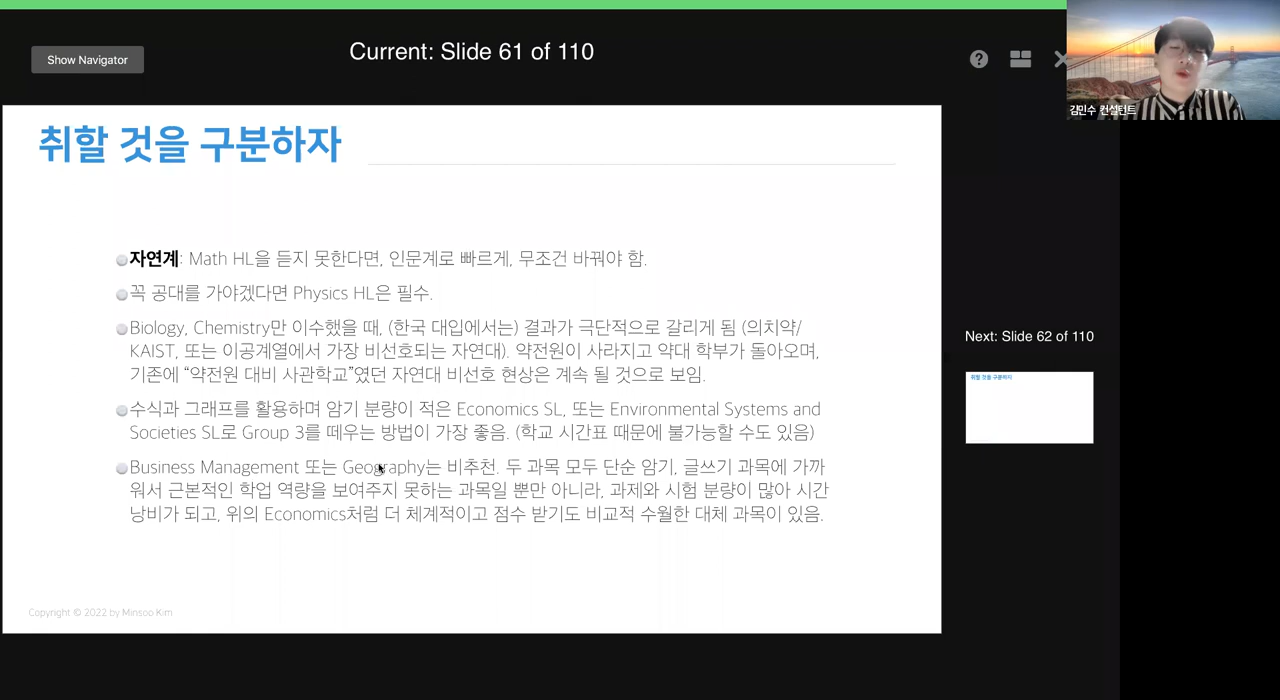 Show Navigator
Current: Slide 61 of 110
김민수 컨설턴트
취할 것을 구분하자
자연계: Math HL을 듣지 못한다면, 인문계로 빠르게, 무조건 바꿔야 함.
꼭 공대를 가야겠다면 Physics HL은 필수.
Biology, Chemistry만 이수했을 때, (한국 대입에서는) 결과가 극단적으로 갈리게 됨 (의치약/
KAIST, 또는 이공계열에서 가장 비선호되는 자연대). 약전원이 사라지고 약대 학부가 돌아오며,
기존에 “약전원 대비 사관학교”였던 자연대 비선호 현상은 계속 될 것으로 보임.
수식과 그래프를 활용하며 암기 분량이 적은 Economics SL, 또는 Environmental Systems and
Societies SL로 Group 3를 떼우는 방법이 가장 좋음. (학교 시간표 때문에 불가능할 수도 있음)
Business Management 또는 Geography는 비추천. 두 과목 모두 단순 암기, 글쓰기 과목에 가까
워서 근본적인 학업 역량을 보여주지 못하는 과목일 뿐만 아니라, 과제와 시험 분량이 많아 시간
낭비가 되고, 위의 Economics처럼 더 체계적이고 점수 받기도 비교적 수월한 대체 과목이 있음.
Copyright © 2022 by Minsoo Kim
Next: Slide 62 of 110
취할 것을 구분하자